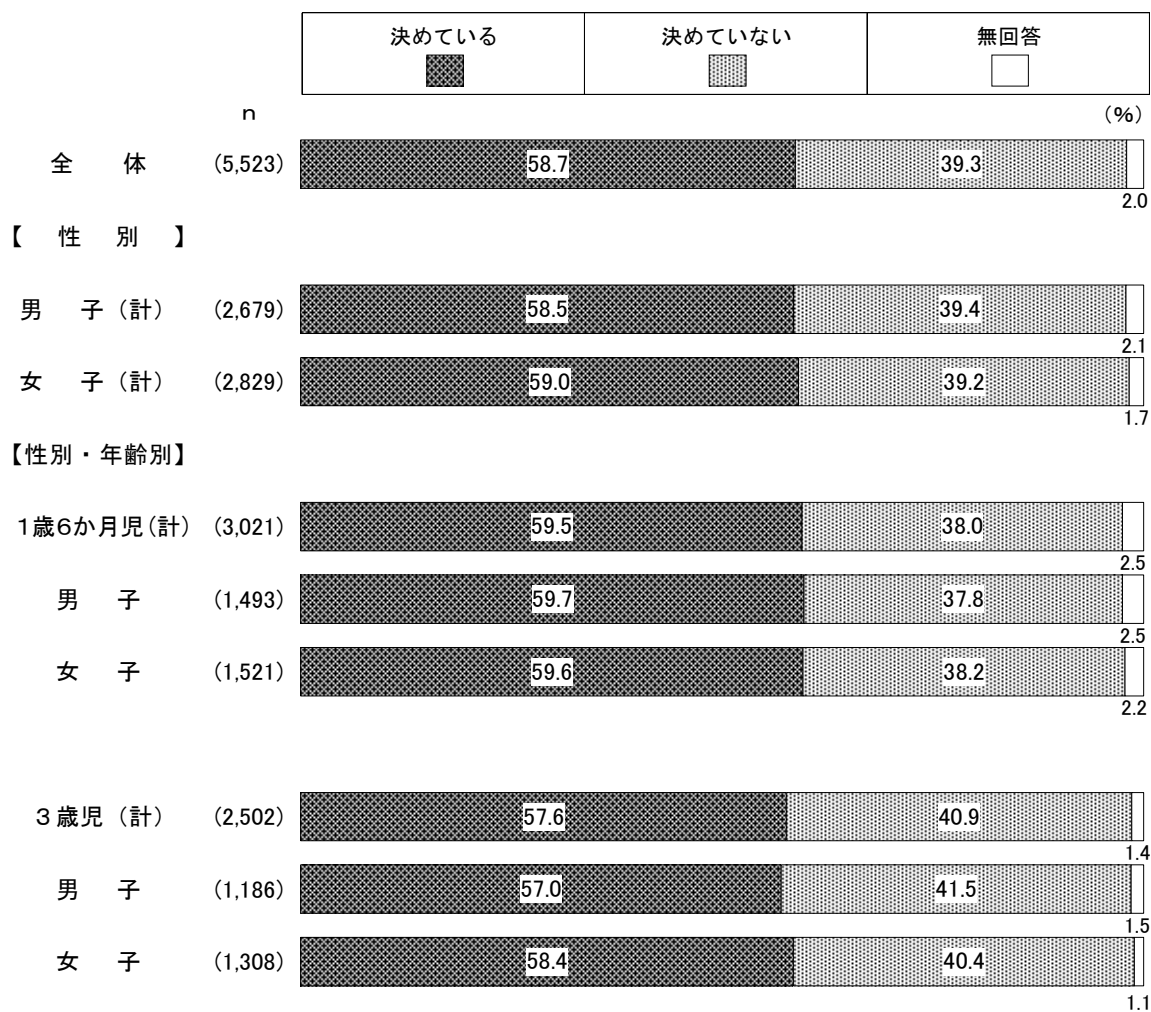 決めている 決めていない 無回答
n (%)
全 体 (5,523) 58.7 39.3
2.0
【 性 別 】
男 子(計) (2,679) 58.5 39.4
2.1
女 子(計) (2,829) 59.0 39.2
1.7
【性別・年齢別】
1歳6か月児(計) (3,021) 59.5 38.0
2.5
男 子 (1,493) 59.7 37.8
2.5
女 子 (1,521) 59.6 38.2
2.2
3歳児(計) (2,502) 57.6 40.9
1.4
男 子 (1,186) 57.0 41.5
1.5
女 子 (1,308) 58.4 40.4
1.1